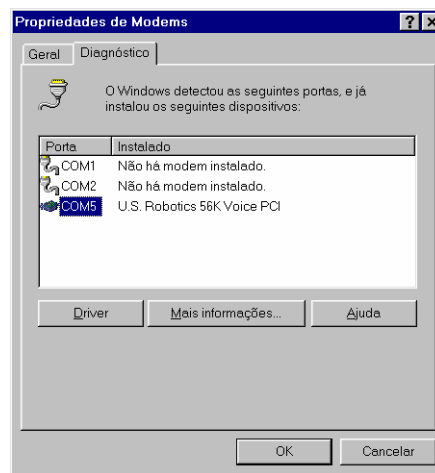 Propriedades de Modems
Geral Diagnóstico
O Windows detectou as seguintes portas, e já
instalou os seguintes dispositivos:
Porta Instalado
COM1 Não há modem instalado.
COM2 Não há modem instalado.
COM5 U.S. Robotics 56K Voice PCI
Driver Mais informações... Ajuda
OK Cancelar